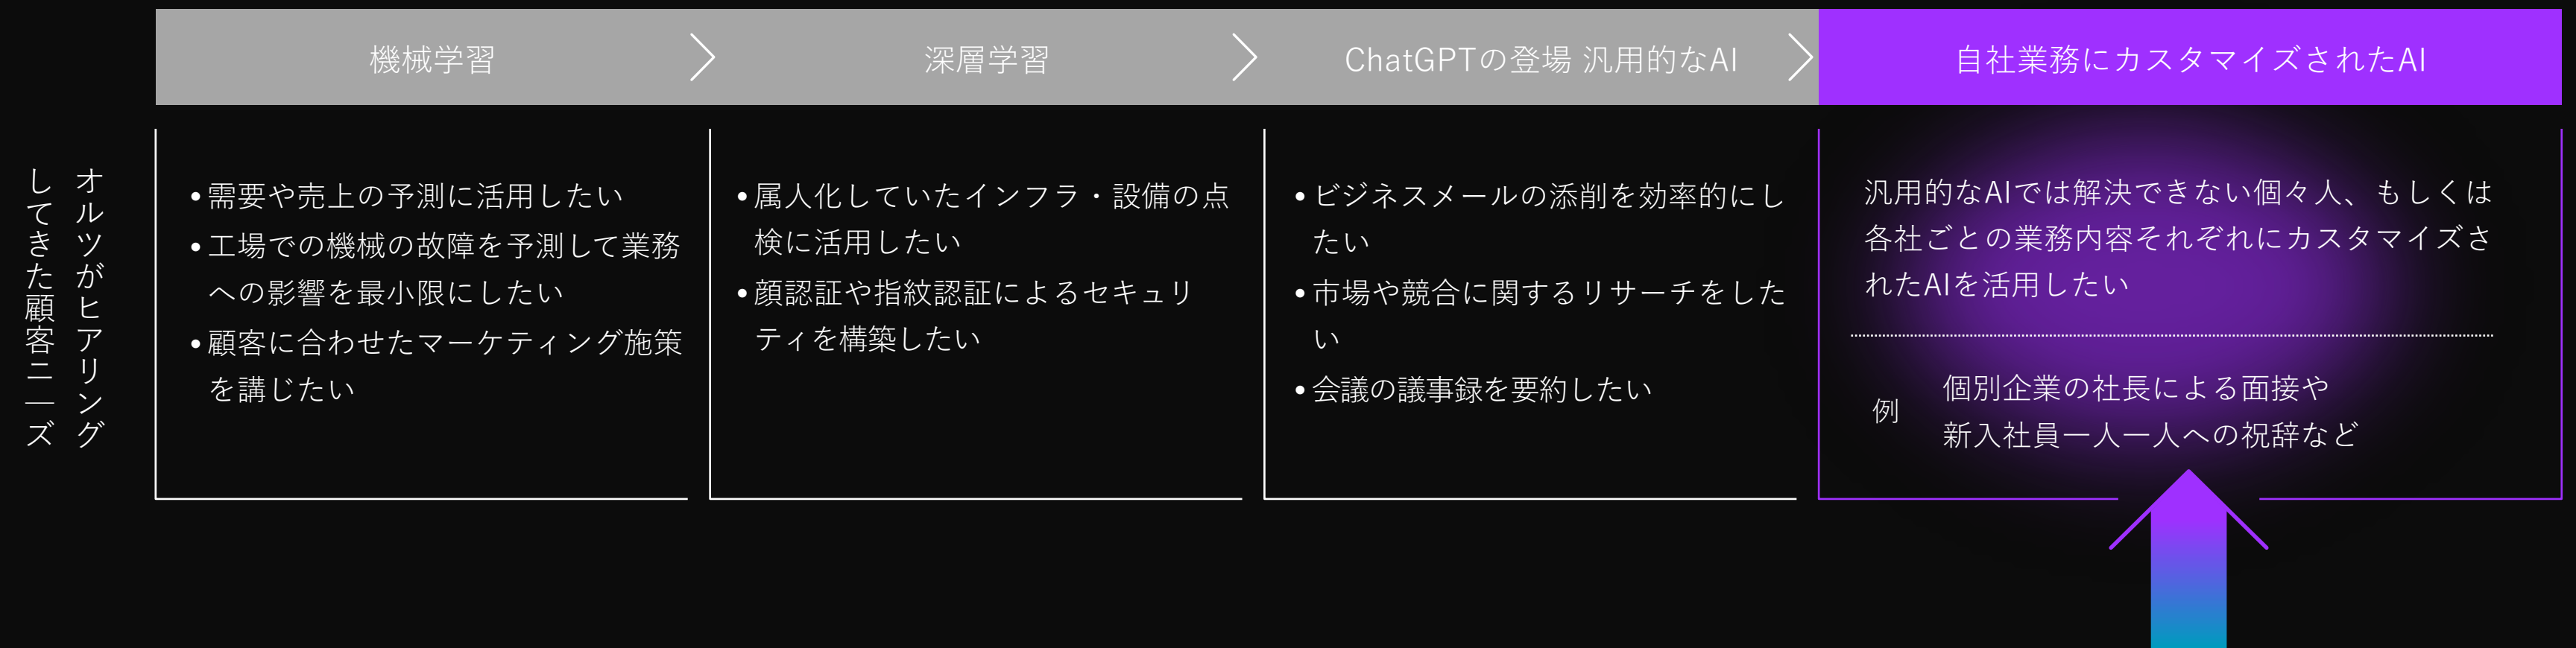 機械学習
深層学習
ChatGPTの登場 汎用的なAI
自社業務にカスタマイズされたAI
オルツがヒアリング
してきた顧客ニーズ
•需要や売上の予測に活用したい
•工場での機械の故障を予測して業務
への影響を最小限にしたい
•顧客に合わせたマーケティング施策
を講じたい
•属人化していたインフラ・設備の点
検に活用したい
•顔認証や指紋認証によるセキュリ
ティを構築したい
•ビジネスメールの添削を効率的にし
たい
•市場や競合に関するリサーチをした
い
•会議の議事録を要約したい
汎用的なAIでは解決できない個々人、もしくは
各社ごとの業務内容それぞれにカスタマイズさ
れたAIを活用したい
例
個別企業の社長による面接や
新入社員一人一人への祝辞など